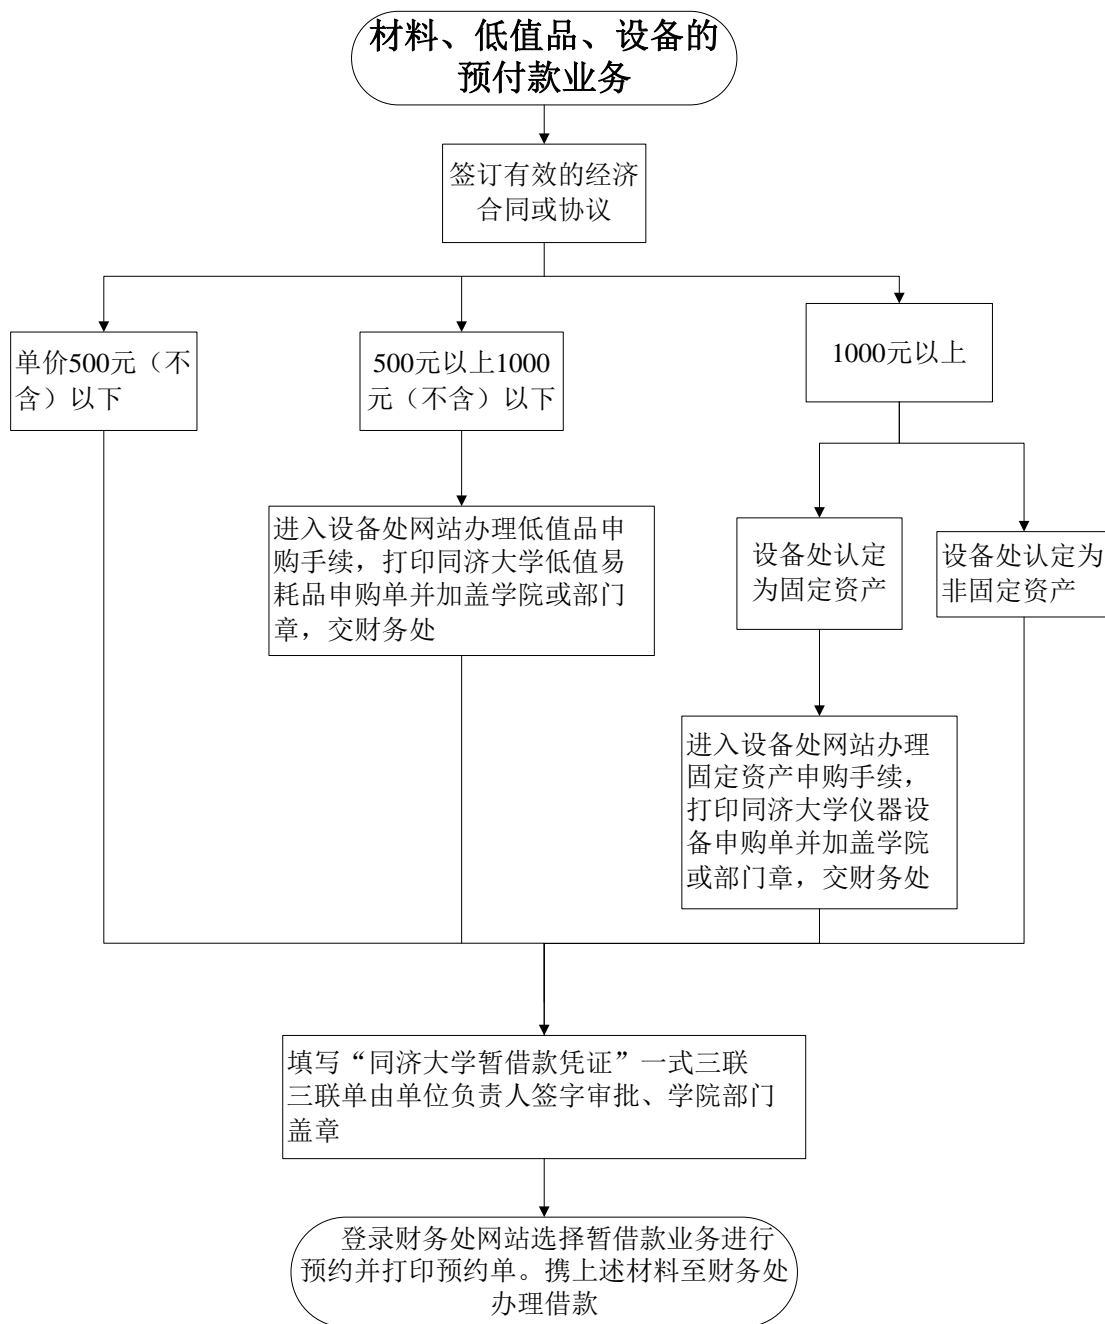 材料、低值品、设备的
预付款业务
签订有效的经济
合同或协议
单价500元（不
含）以下
500元以上1000
元（不含）以下
1000元以上
进入设备处网站办理低值品申
购手续，打印同济大学低值易
耗品申购单并加盖学院或部门
章，交财务处
设备处认定
为固定资产
设备处认定为
非固定资产
进入设备处网站办理
固定资产申购手续，
打印同济大学仪器设
备申购单并加盖学院
或部门章，交财务处
填写“同济大学暂借款凭证”一式三联
三联单由单位负责人签字审批、学院部门
盖章
登录财务处网站选择暂借款业务进行
预约并打印预约单。携上述材料至财务处
办理借款